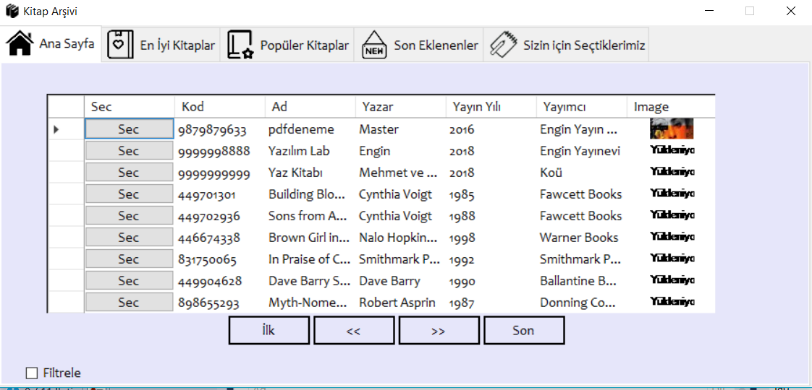 Kitap Arşivi
Ana Sayfa En İyi Kitaplar Popüler Kitaplar NEW Son Eklenenler Sizin için Seçtiklerimiz
Sec Kod Ad Yazar Yayın Yılı Yayımcı Image
Sec 9879879633 pdfdeneme Master 2016 Engin Yayın ...
Sec 9999998888 Yazılım Lab Engin 2018 Engin Yayınevi Yükleniyo
Sec 9999999999 Yaz Kitabı Mehmet ve ... 2018 Koü Yükleniyo
Sec 449701301 Building Blo... Cynthia Voigt 1985 Fawcett Books Yükleniyo
Sec 449702936 Sons from A... Cynthia Voigt 1988 Fawcett Books Yükleniyo
Sec 446674338 Brown Girl in... Nalo Hopkin... 1998 Warner Books Yükleniyo
Sec 831750065 In Praise of C... Smithmark P... 1992 Smithmark P... Yükleniyo
Sec 449904628 Dave Barry S... Dave Barry 1990 Ballantine B... Yükleniyo
Sec 898655293 Myth-Nome... Robert Asprin 1987 Donning Co... Yükleniyo
İlk << >> Son
Filtrele